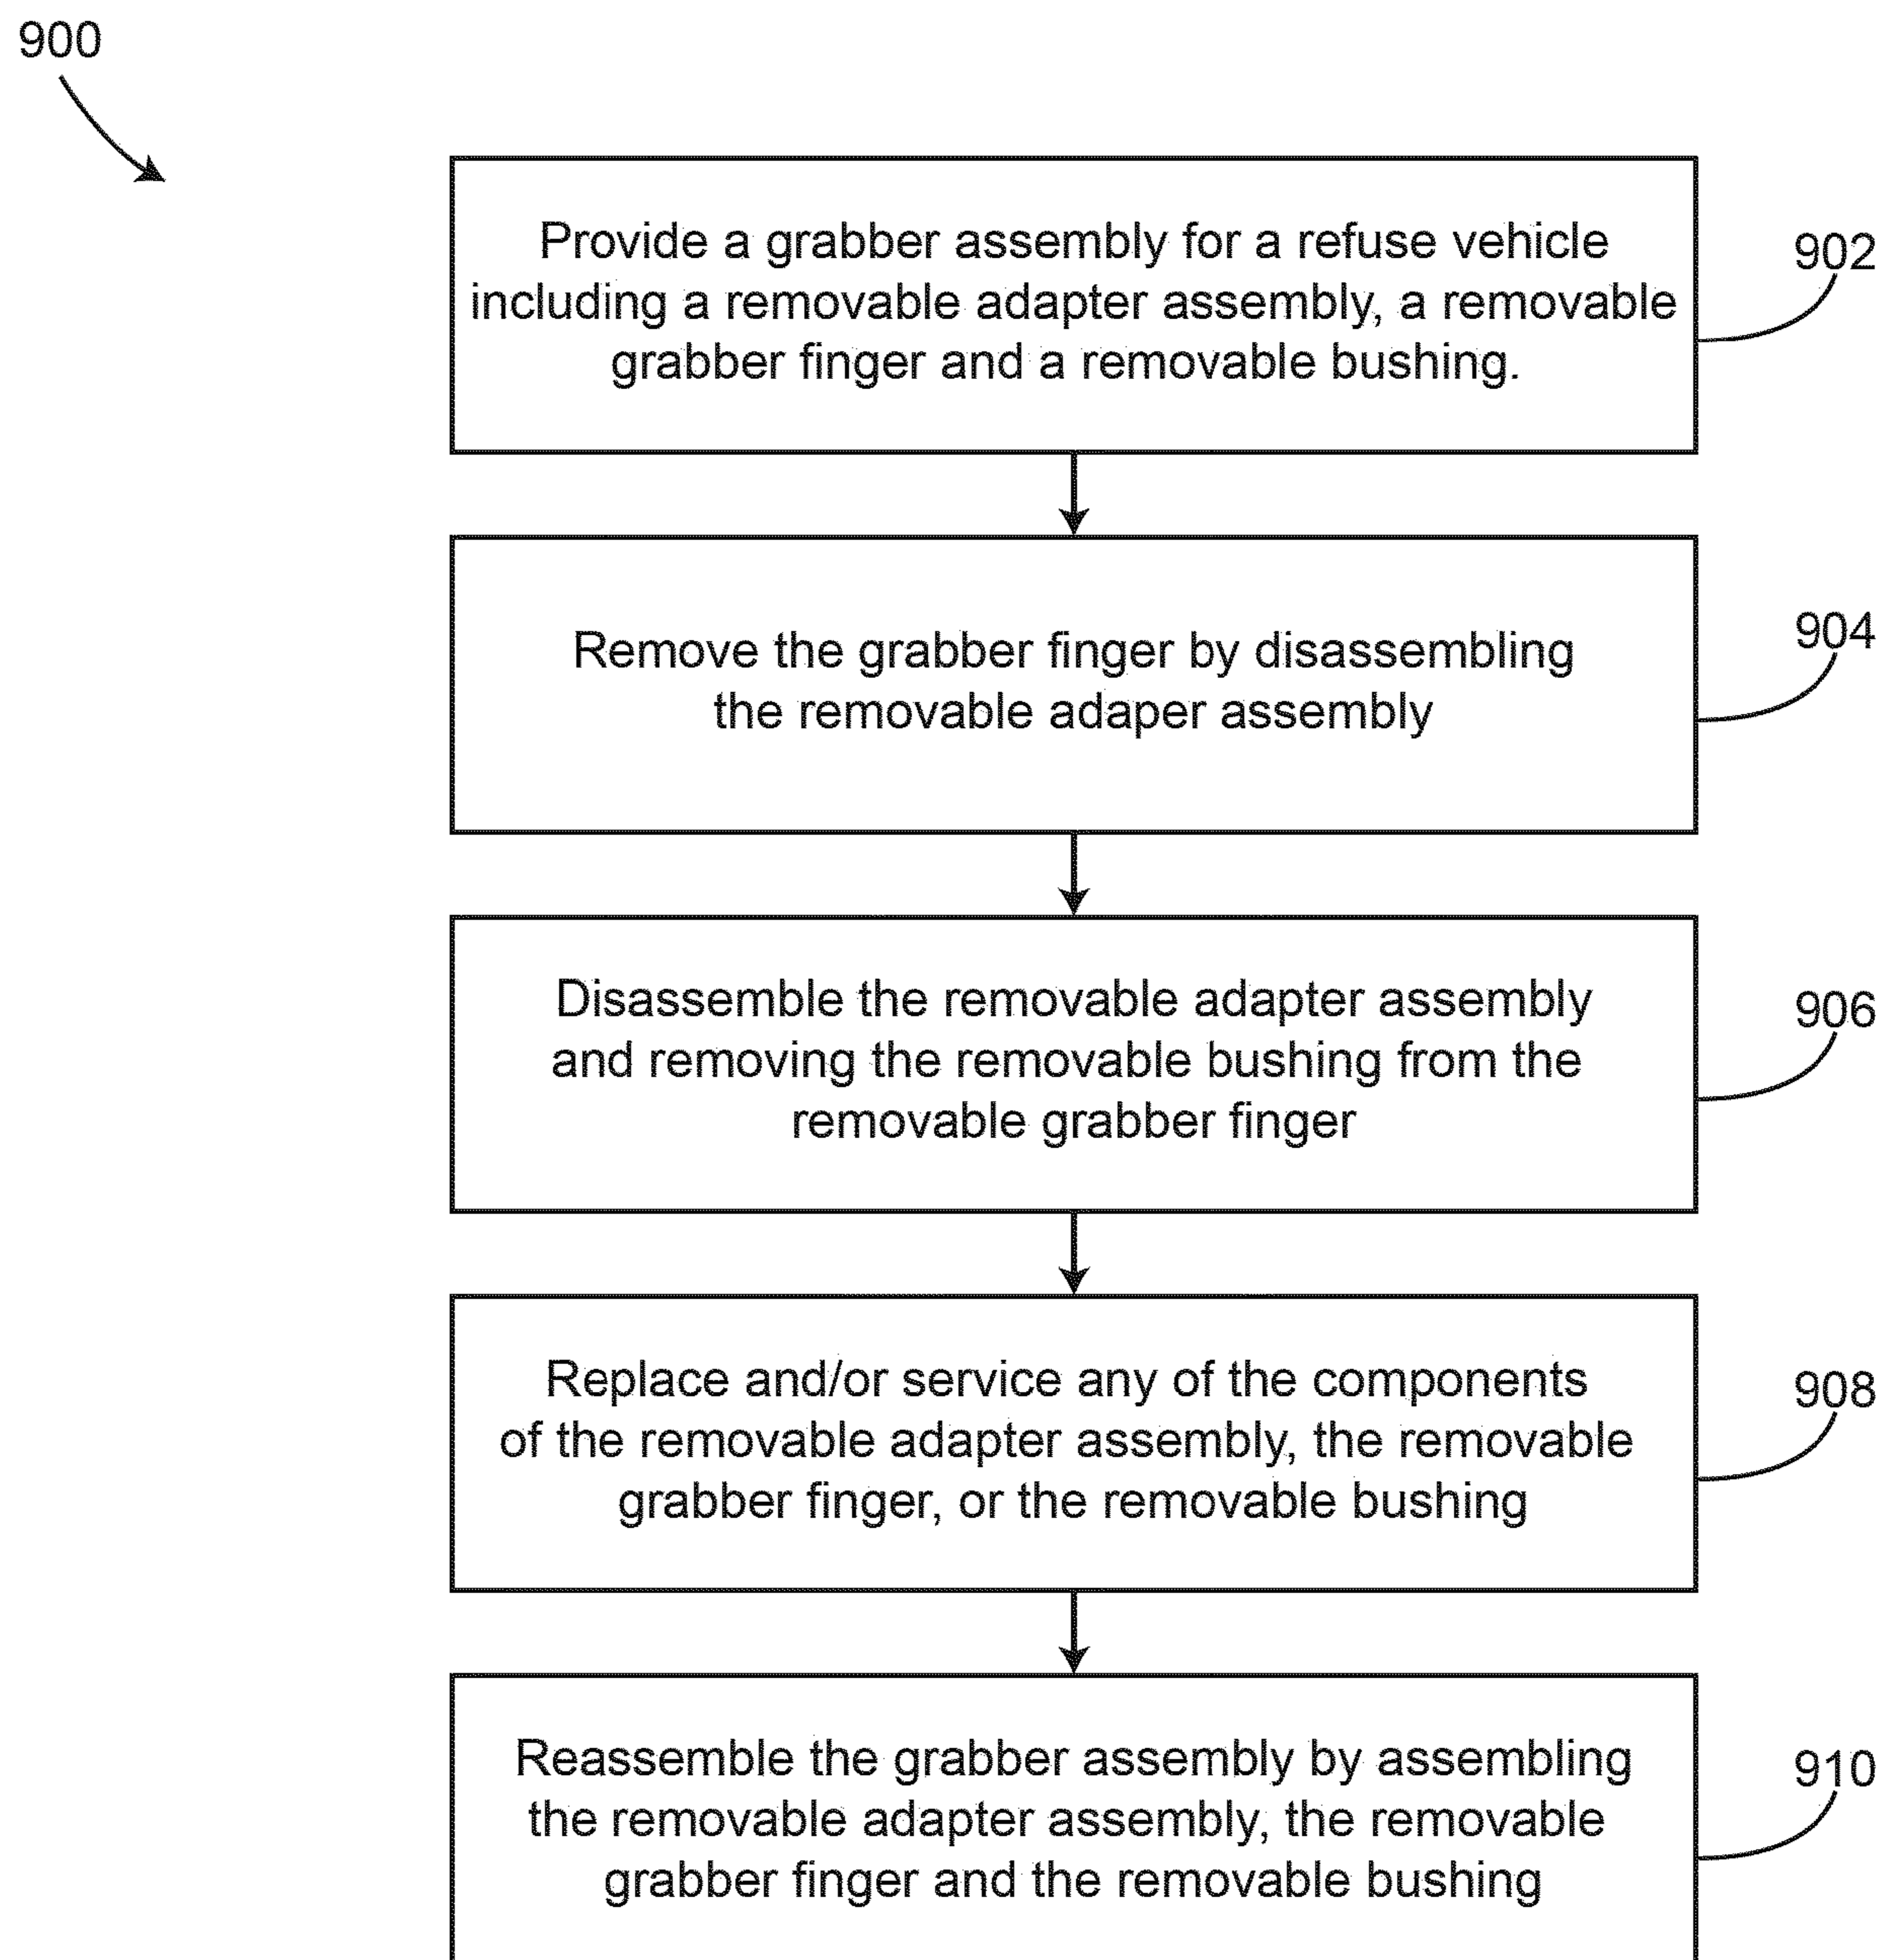 900
Provide a grabber assembly for a refuse vehicle
including a removable adapter assembly, a removable
grabber finger and a removable bushing.
902
Remove the grabber finger by disassembling
the removable adaper assembly
904
Disassemble the removable adapter assembly
and removing the removable bushing from the
removable grabber finger
906
Replace and/or service any of the components
of the removable adapter assembly, the removable
grabber finger, or the removable bushing
908
Reassemble the grabber assembly by assembling
the removable adapter assembly, the removable
grabber finger and the removable bushing
910